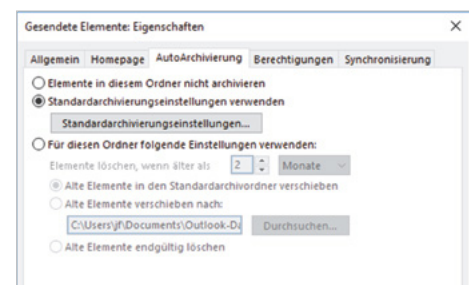 Gesendete Elemente: Eigenschaften
Allgemein Homepage AutoArchivierung Berechtigungen Synchronisierung
Elemente in diesem Ordner nicht archivieren
Standardarchivierungseinstellungen verwenden
Standardarchivierungseinstellungen...
Für diesen Ordner folgende Einstellungen verwenden:
Elemente löschen, wenn älter als 2 Monate
Alte Elemente in den Standardarchivordner verschieben
Alte Elemente verschieben nach:
C:\Users\jf\Documents\Outlook-Da Durchsuchen...
Alte Elemente endgültig löschen